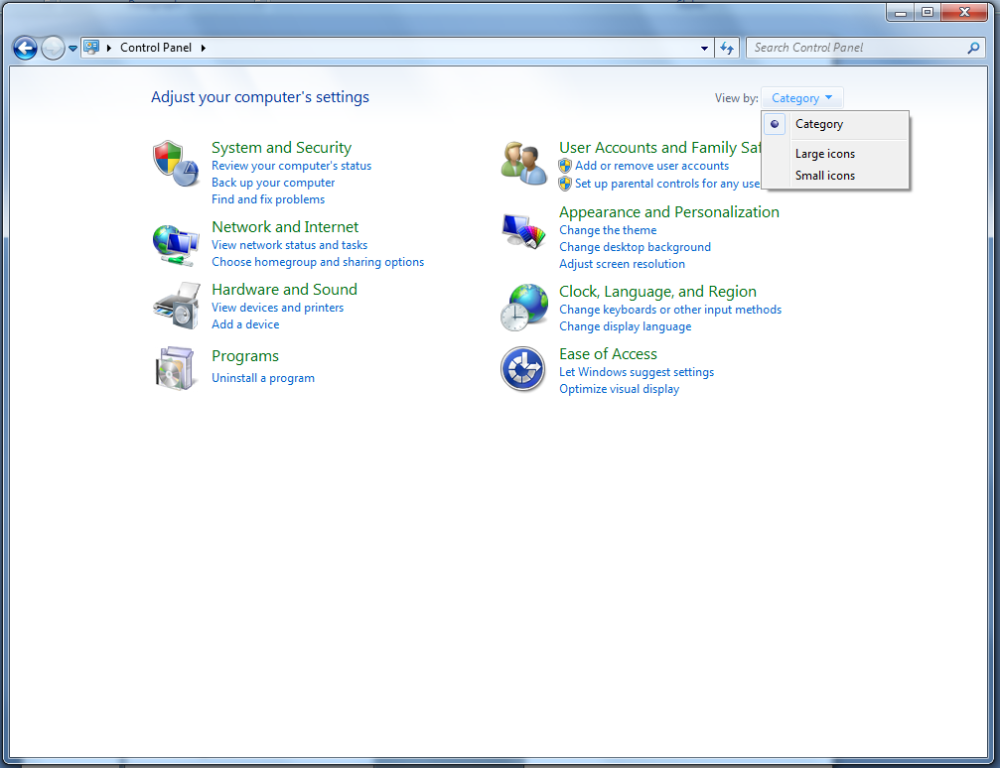 Control Panel
Search Control Panel
Adjust your computer's settings
View by:
Category
Category
Large icons
Small icons
System and Security
Review your computer's status
Back up your computer
Find and fix problems
Network and Internet
View network status and tasks
Choose homegroup and sharing options
Hardware and Sound
View devices and printers
Add a device
Programs
Uninstall a program
User Accounts and Family Saf
Add or remove user accounts
Set up parental controls for any use
Appearance and Personalization
Change the theme
Change desktop background
Adjust screen resolution
Clock, Language, and Region
Change keyboards or other input methods
Change display language
Ease of Access
Let Windows suggest settings
Optimize visual display